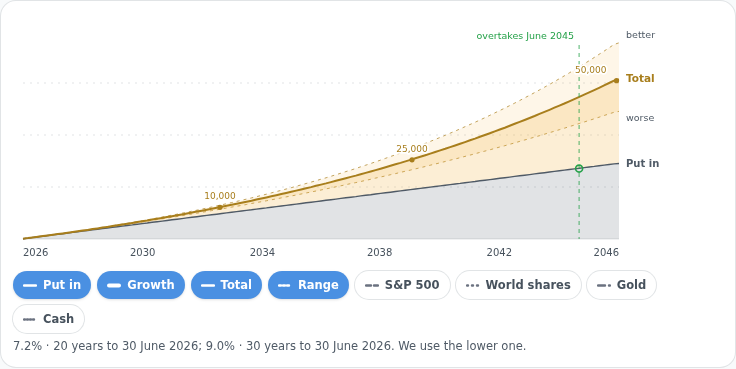 better
overtakes June 2045
50,000
Total
worse
25,000
Put in
10,000
2026 2030 2034 2038 2042 2046
Put in Growth Total Range S&P 500 World shares Gold
Cash
7.2% · 20 years to 30 June 2026; 9.0% · 30 years to 30 June 2026. We use the lower one.